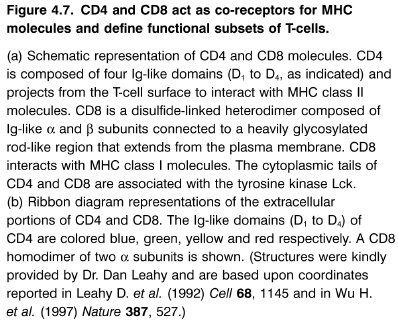 Figure 4.7. CD4 and CD8 act as co-receptors for MHC
molecules and define functional subsets of T-cells.
(a) Schematic representation of CD4 and CD8 molecules. CD4
is composed of four Ig-like domains (D₁ to D₄, as indicated) and
projects from the T-cell surface to interact with MHC class II
molecules. CD8 is a disulfide-linked heterodimer composed of
Ig-like α and β subunits connected to a heavily glycosylated
rod-like region that extends from the plasma membrane. CD8
interacts with MHC class I molecules. The cytoplasmic tails of
CD4 and CD8 are associated with the tyrosine kinase Lck.
(b) Ribbon diagram representations of the extracellular
portions of CD4 and CD8. The Ig-like domains (D₁ to D₄) of
CD4 are colored blue, green, yellow and red respectively. A CD8
homodimer of two α subunits is shown. (Structures were kindly
provided by Dr. Dan Leahy and are based upon coordinates
reported in Leahy D. et al. (1992) Cell 68, 1145 and in Wu H.
et al. (1997) Nature 387, 527.)